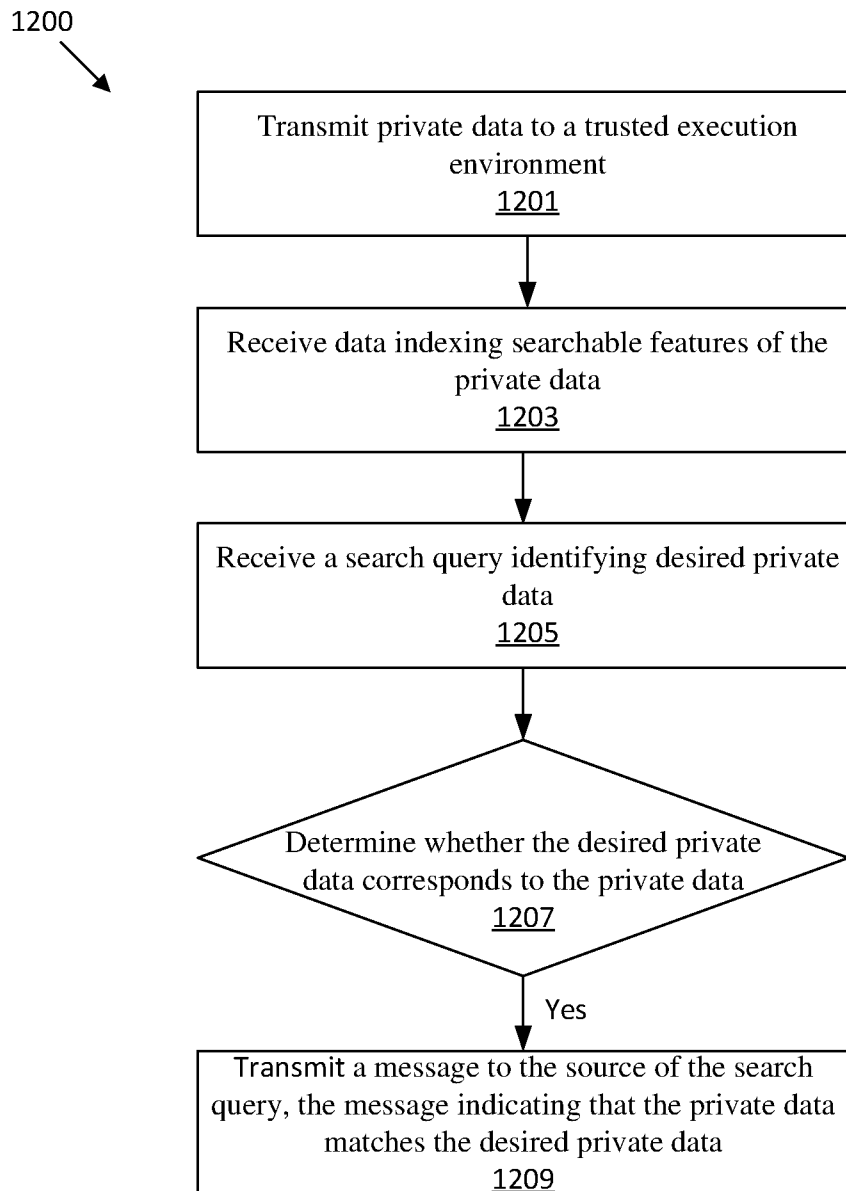 1200
Transmit private data to a trusted execution
environment
1201
Receive data indexing searchable features of the
private data
1203
Receive a search query identifying desired private
data
1205
Determine whether the desired private
data corresponds to the private data
1207
Yes
Transmit a message to the source of the search
query, the message indicating that the private data
matches the desired private data
1209